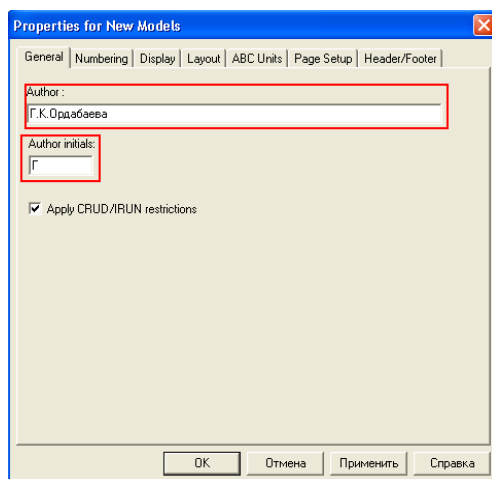 Properties for New Models
General Numbering Display Layout ABC Units Page Setup Header/Footer
Author :
Г.К.Ордабаева
Author initials:
Г
Apply CRUD/IRUN restrictions
OK Отмена Применить Справка